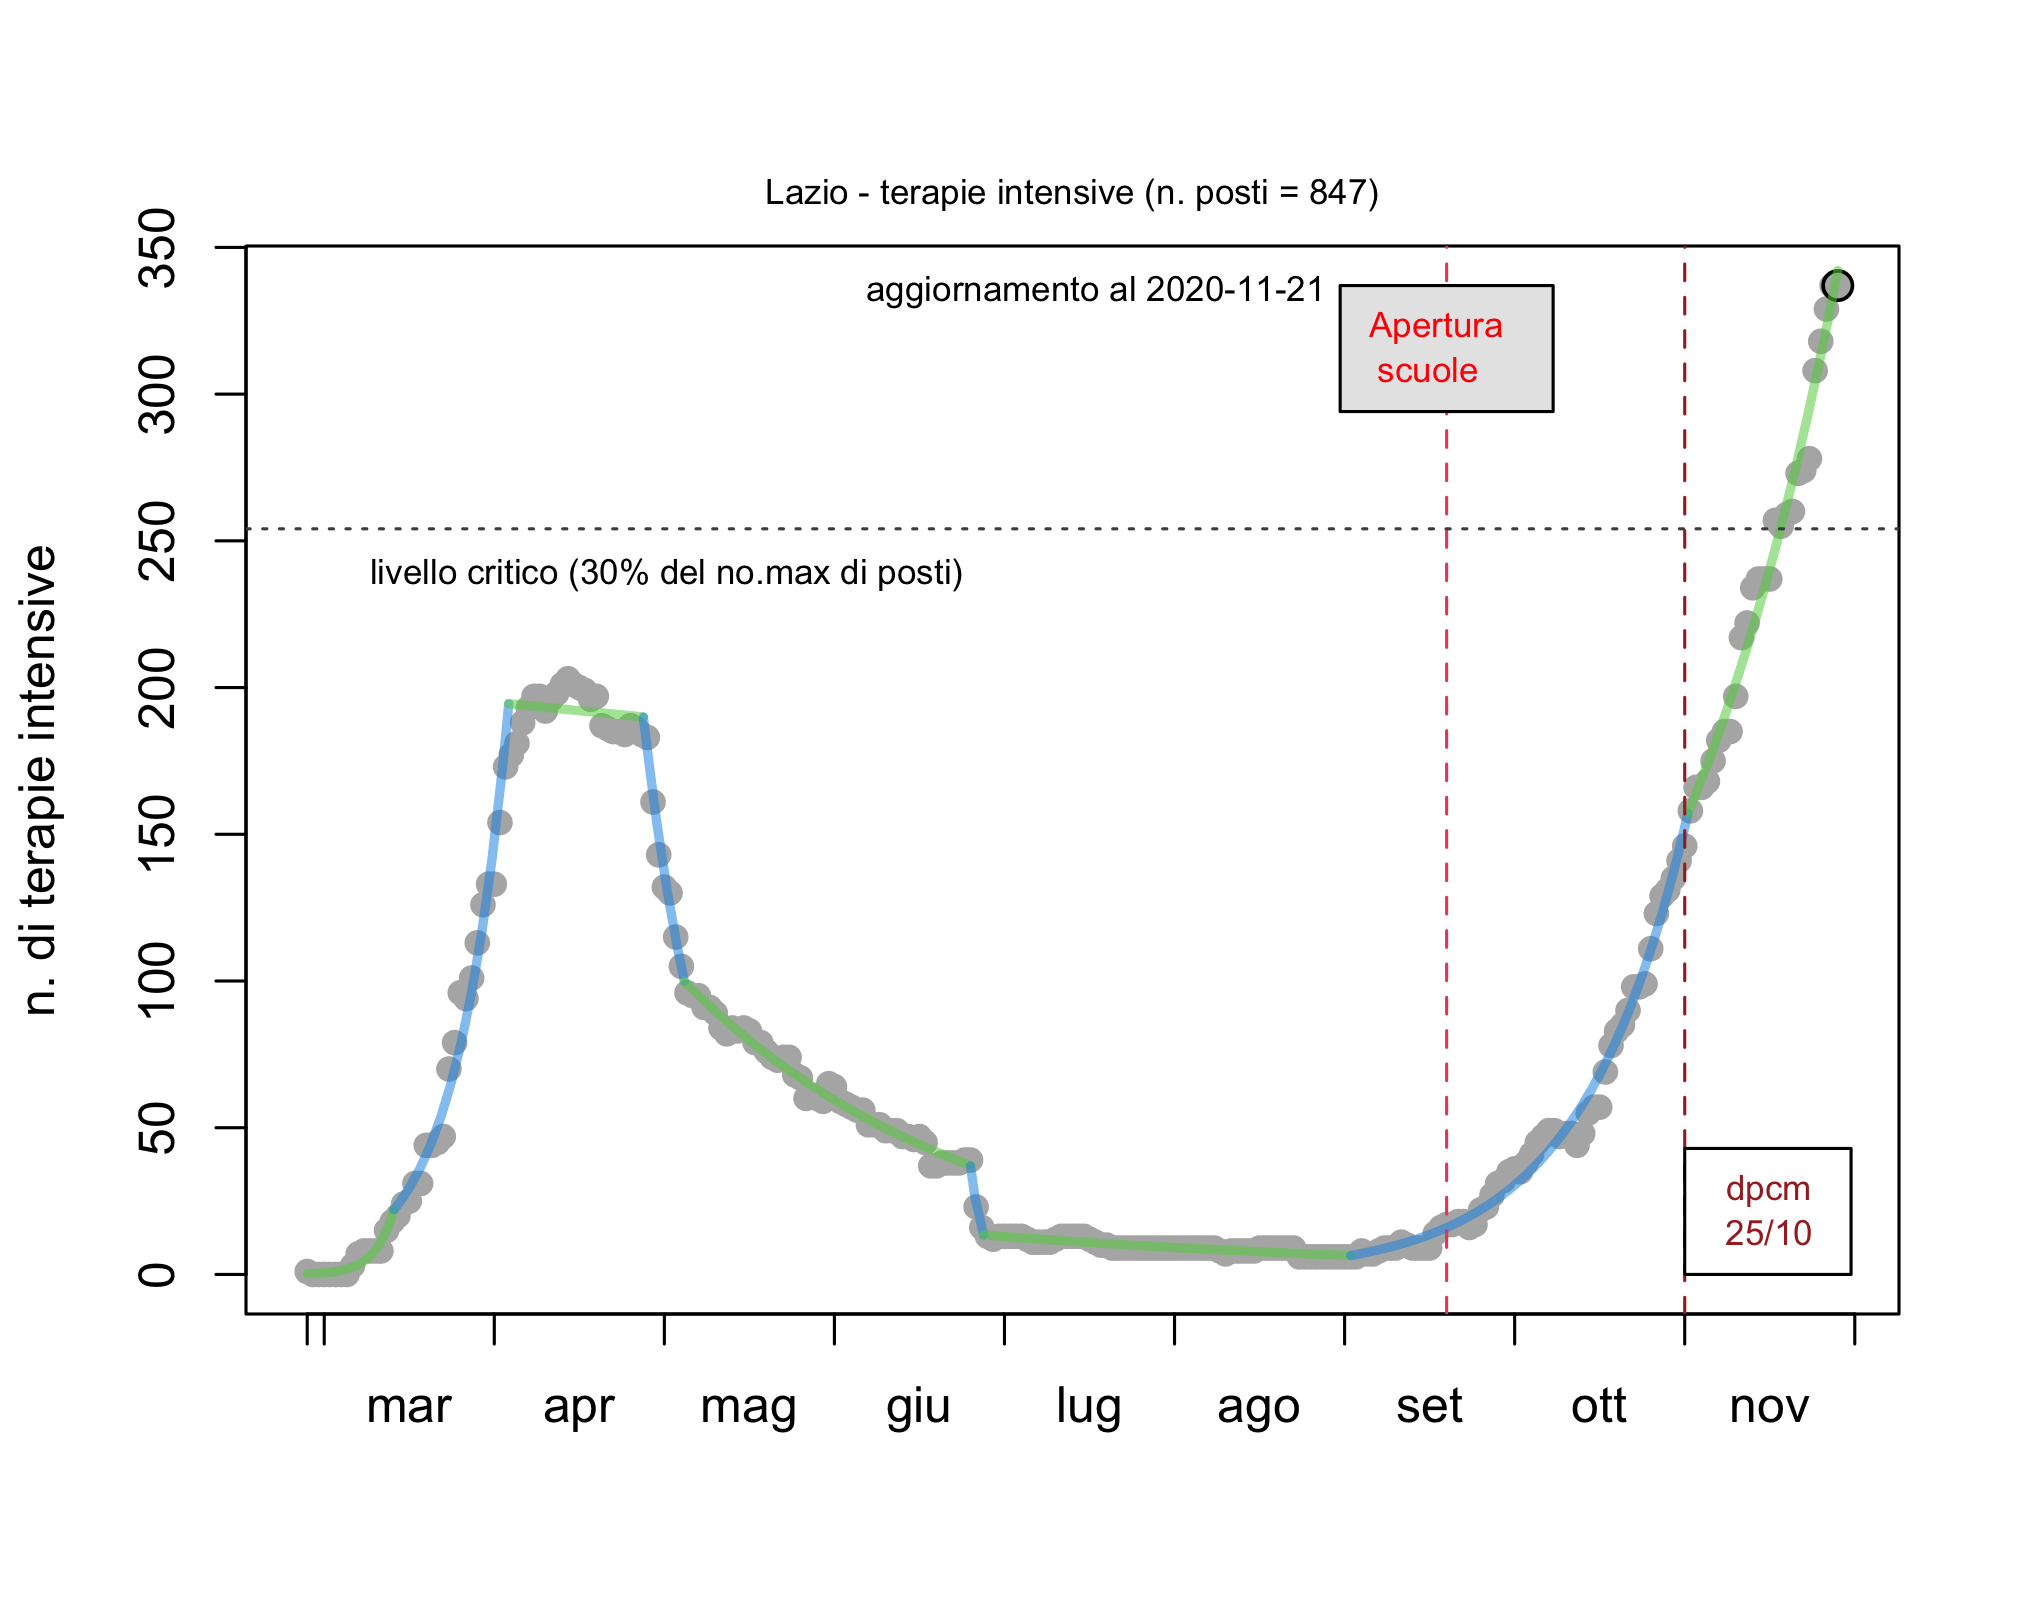 Lazio - terapie intensive (n. posti = 847)
aggiornamento al 2020-11-21
Apertura
scuole
livello critico (30% del no.max di posti)
dpcm
25/10
n. di terapie intensive
350
300
250
200
150
100
50
0
mar apr mag giu lug ago set ott nov